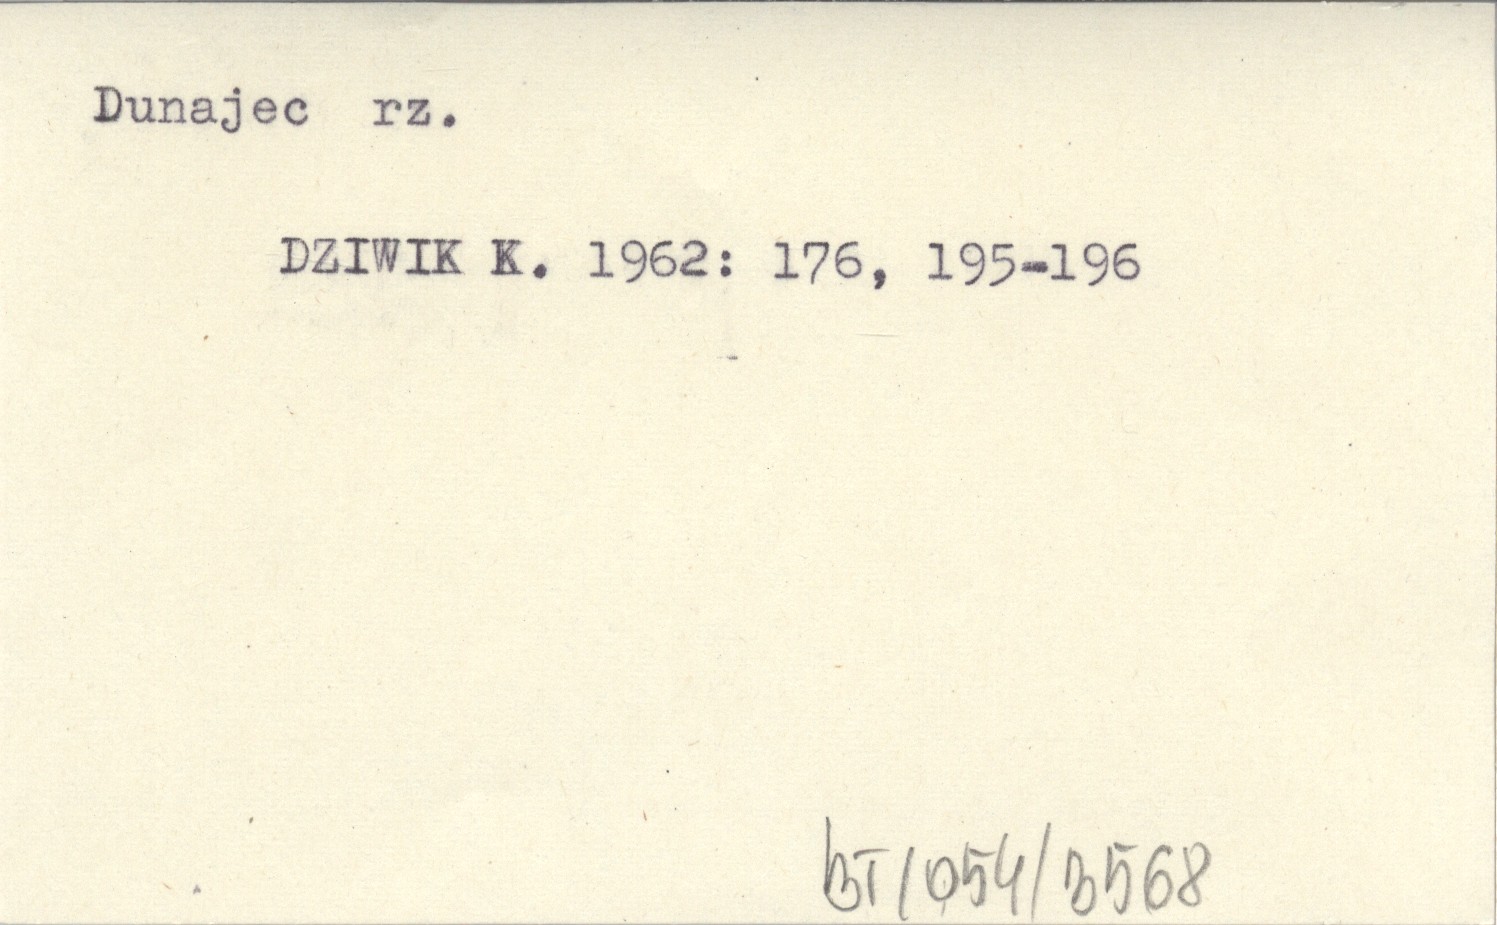 Dunajec rz.
DZIWIK K. 1962: 176, 195-196
BT/054/3568